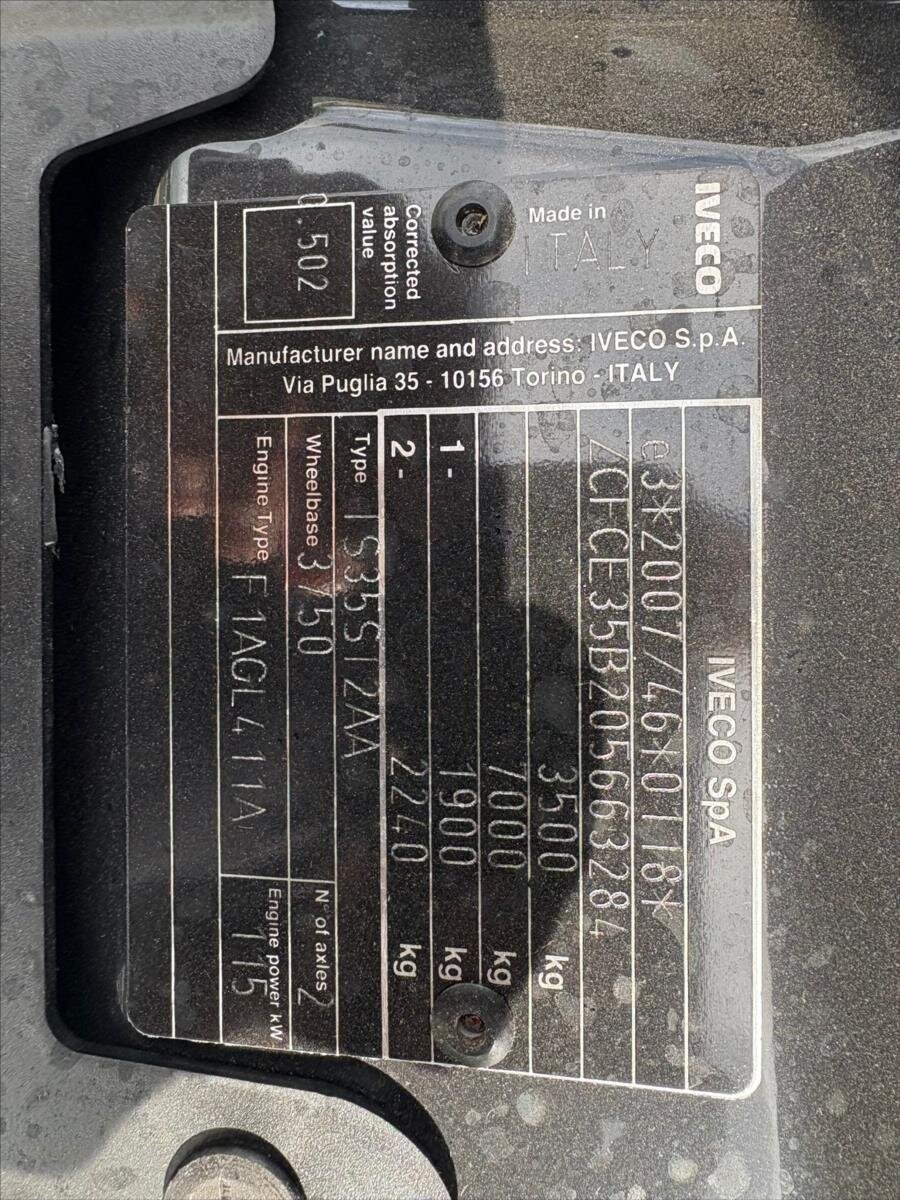 IVECO SpA
e3*2007/46*0118*
ZCFCE35B205663284
3500 kg
7000 kg
1- 1900 kg
2- 2240 kg
Type IS35SI2AA
Wheelbase 3750 N° of axles 2
Engine Type F1AGL411A Engine power kW 115
IVECO
Made in
ITALY
Corrected
absorption
value
0.502
Manufacturer name and address: IVECO S.p.A.
Via Puglia 35 - 10156 Torino - ITALY